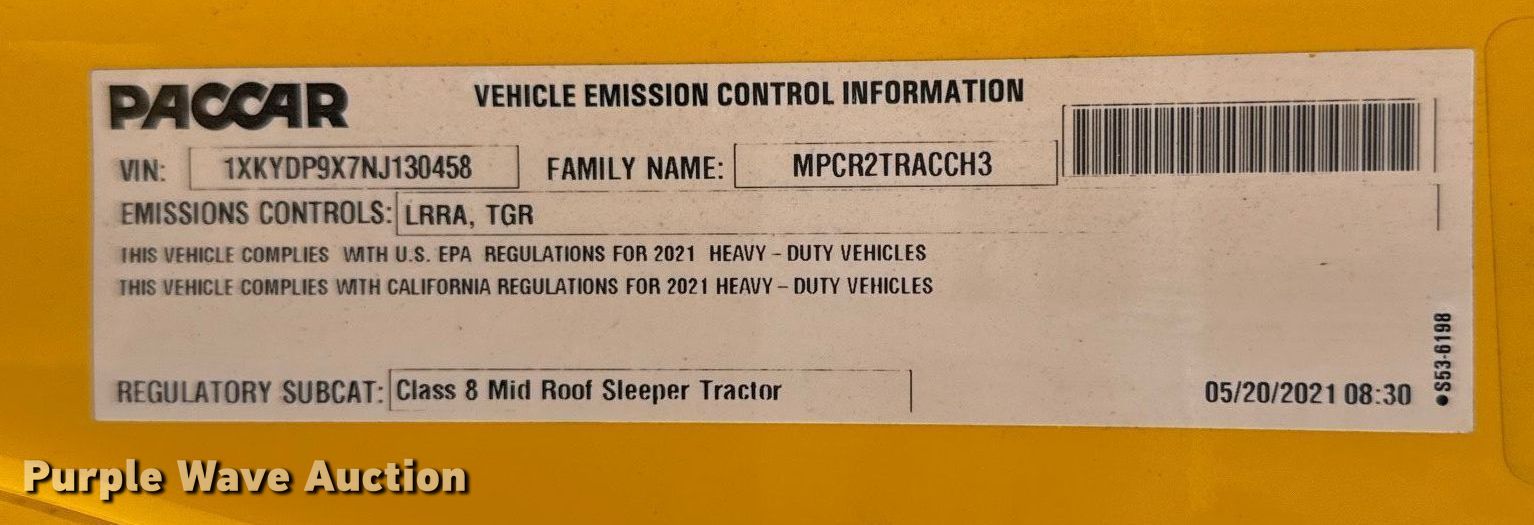 PACCAR
VEHICLE EMISSION CONTROL INFORMATION
VIN: 1XKYDP9X7NJ130458 FAMILY NAME: MPCR2TRACCH3
EMISSIONS CONTROLS: LRRA, TGR
THIS VEHICLE COMPLIES WITH U.S. EPA REGULATIONS FOR 2021 HEAVY – DUTY VEHICLES
THIS VEHICLE COMPLIES WITH CALIFORNIA REGULATIONS FOR 2021 HEAVY – DUTY VEHICLES
REGULATORY SUBCAT: Class 8 Mid Roof Sleeper Tractor
05/20/2021 08:30
●S53-6198
Purple Wave Auction